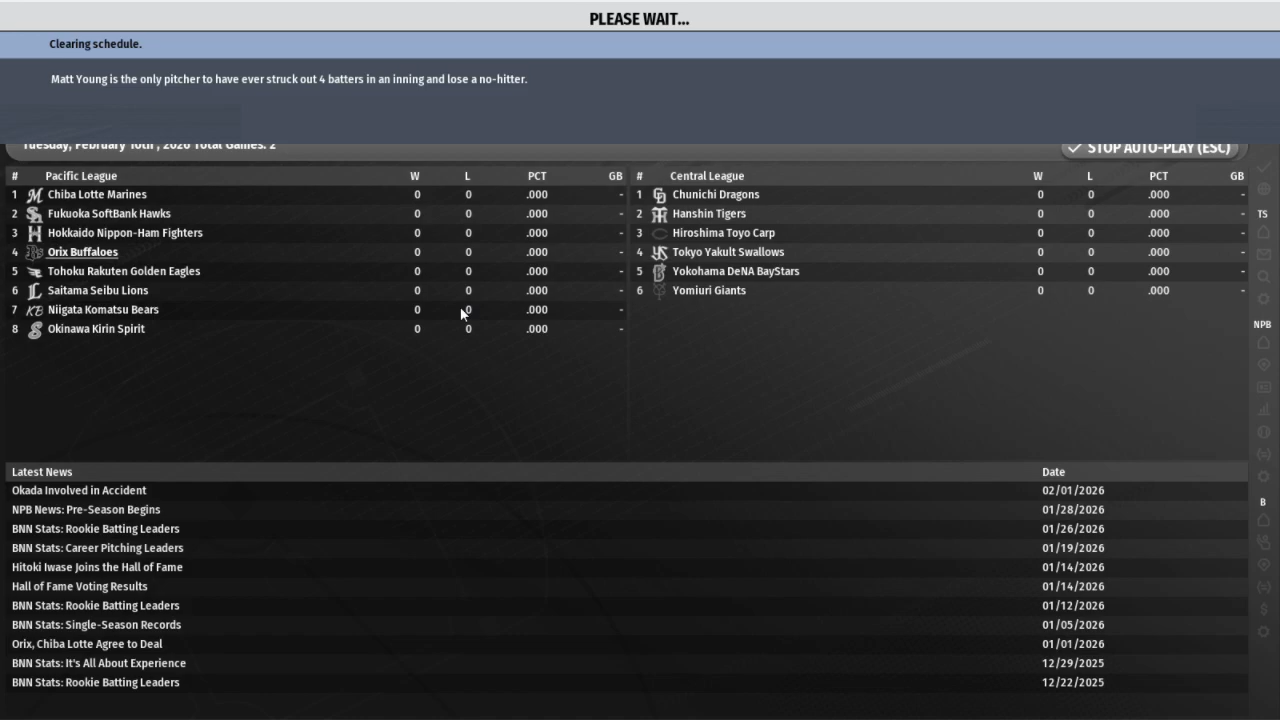 PLEASE WAIT...
Clearing schedule.
Matt Young is the only pitcher to have ever struck out 4 batters in an inning and lose a no-hitter.
Tuesday, February 10th , 2026 Total Games: 2
STOP AUTO-PLAY (ESC)
# Pacific League W L PCT GB
1 Chiba Lotte Marines 0 0 .000 -
2 Fukuoka SoftBank Hawks 0 0 .000 -
3 Hokkaido Nippon-Ham Fighters 0 0 .000 -
4 Orix Buffaloes 0 0 .000 -
5 Tohoku Rakuten Golden Eagles 0 0 .000 -
6 Saitama Seibu Lions 0 0 .000 -
7 Niigata Komatsu Bears 0 0 .000 -
8 Okinawa Kirin Spirit 0 0 .000 -
# Central League W L PCT GB
1 Chunichi Dragons 0 0 .000 -
2 Hanshin Tigers 0 0 .000 -
3 Hiroshima Toyo Carp 0 0 .000 -
4 Tokyo Yakult Swallows 0 0 .000 -
5 Yokohama DeNA BayStars 0 0 .000 -
6 Yomiuri Giants 0 0 .000 -
TS
NPB
B
Latest News Date
Okada Involved in Accident 02/01/2026
NPB News: Pre-Season Begins 01/28/2026
BNN Stats: Rookie Batting Leaders 01/26/2026
BNN Stats: Career Pitching Leaders 01/19/2026
Hitoki Iwase Joins the Hall of Fame 01/14/2026
Hall of Fame Voting Results 01/14/2026
BNN Stats: Rookie Batting Leaders 01/12/2026
BNN Stats: Single-Season Records 01/05/2026
Orix, Chiba Lotte Agree to Deal 01/01/2026
BNN Stats: It's All About Experience 12/29/2025
BNN Stats: Rookie Batting Leaders 12/22/2025